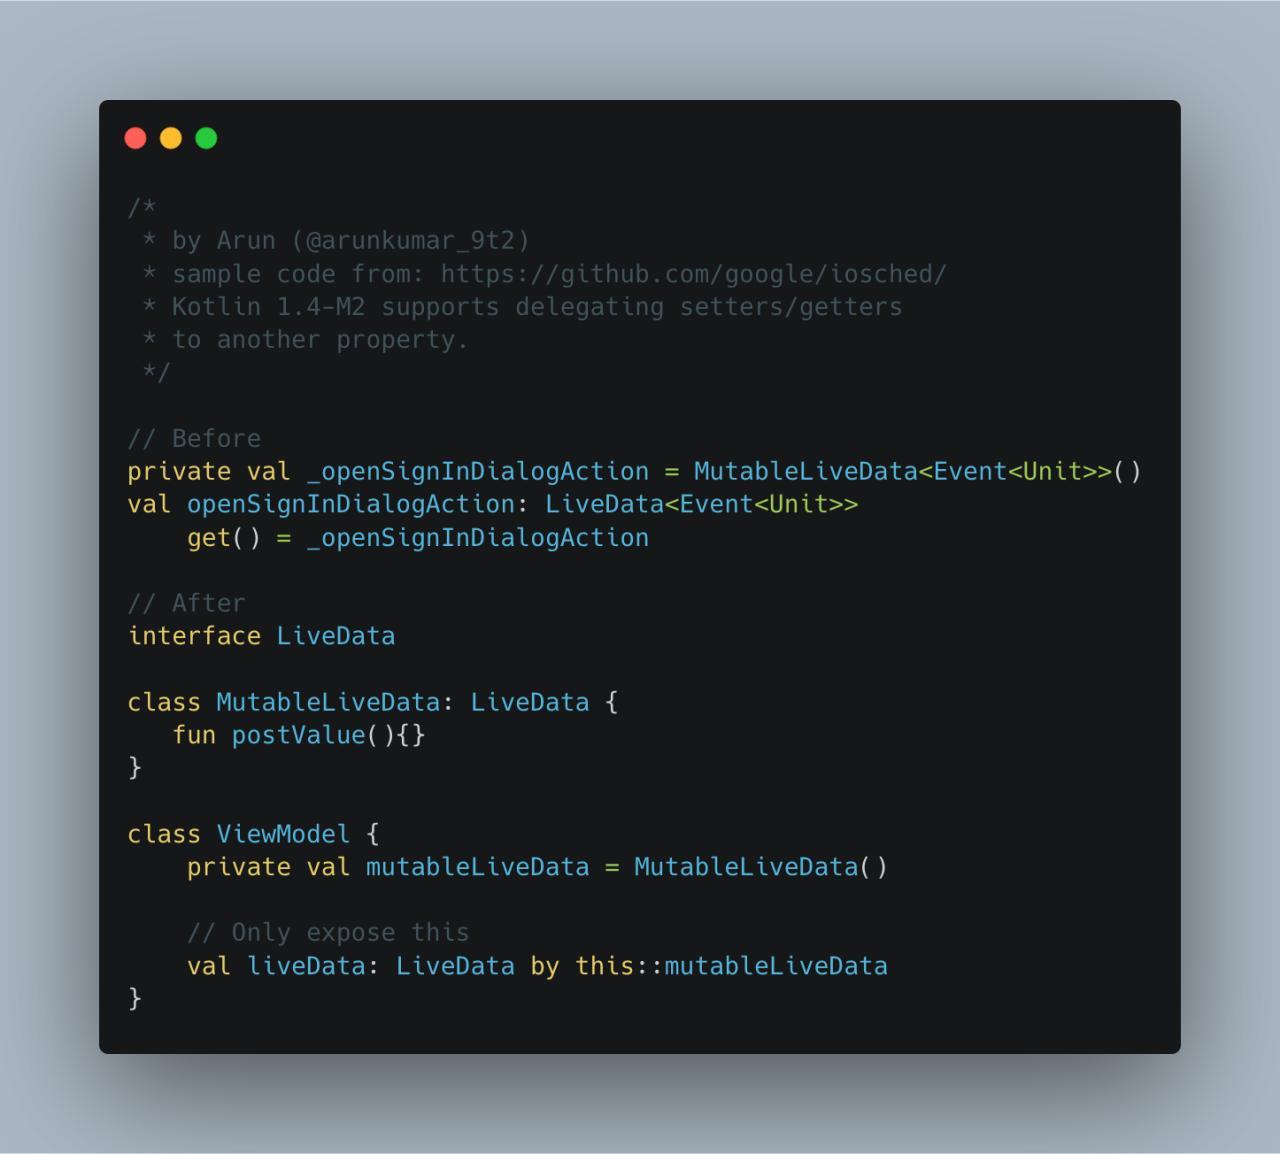 /*
 * by Arun (@arunkumar_9t2)
 * sample code from: https://github.com/google/iosched/
 * Kotlin 1.4-M2 supports delegating setters/getters
 * to another property.
 */

// Before
private val _openSignInDialogAction = MutableLiveData<Event<Unit>>()
val openSignInDialogAction: LiveData<Event<Unit>>
    get() = _openSignInDialogAction

// After
interface LiveData

class MutableLiveData: LiveData {
   fun postValue(){}
}

class ViewModel {
    private val mutableLiveData = MutableLiveData()

    // Only expose this
    val liveData: LiveData by this::mutableLiveData
}